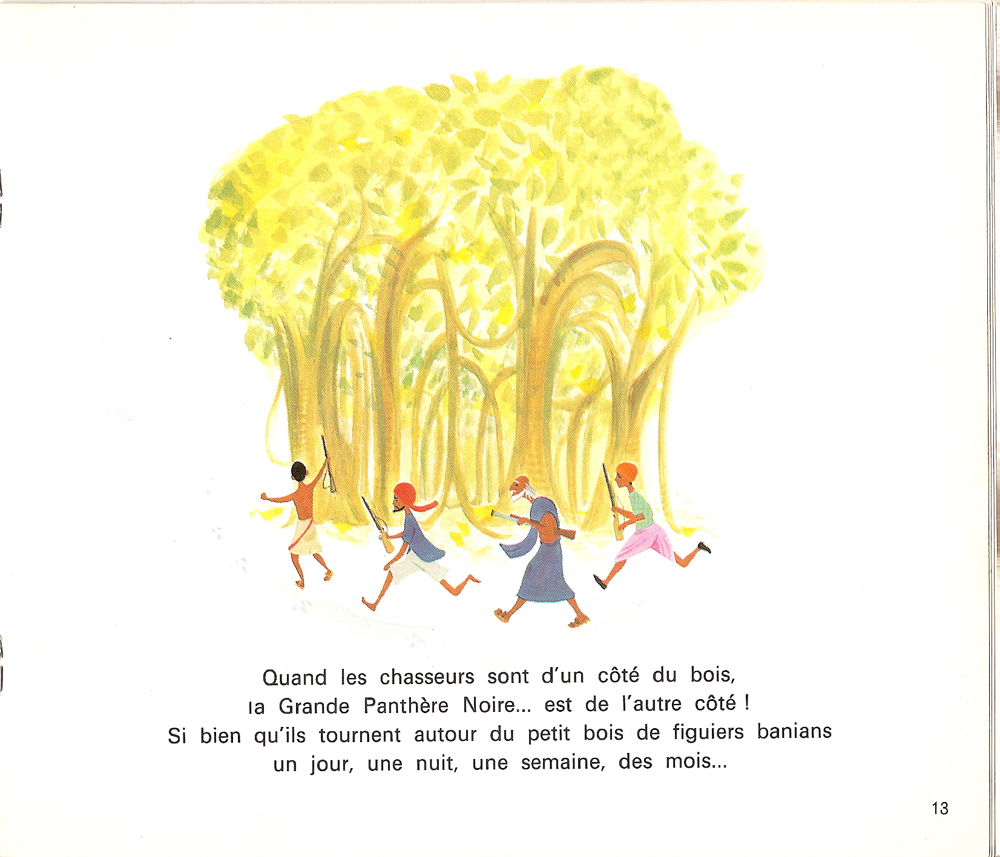 Quand les chasseurs sont d'un côté du bois,
la Grande Panthère Noire... est de l'autre côté !
Si bien qu'ils tournent autour du petit bois de figuiers banians
un jour, une nuit, une semaine, des mois...
13